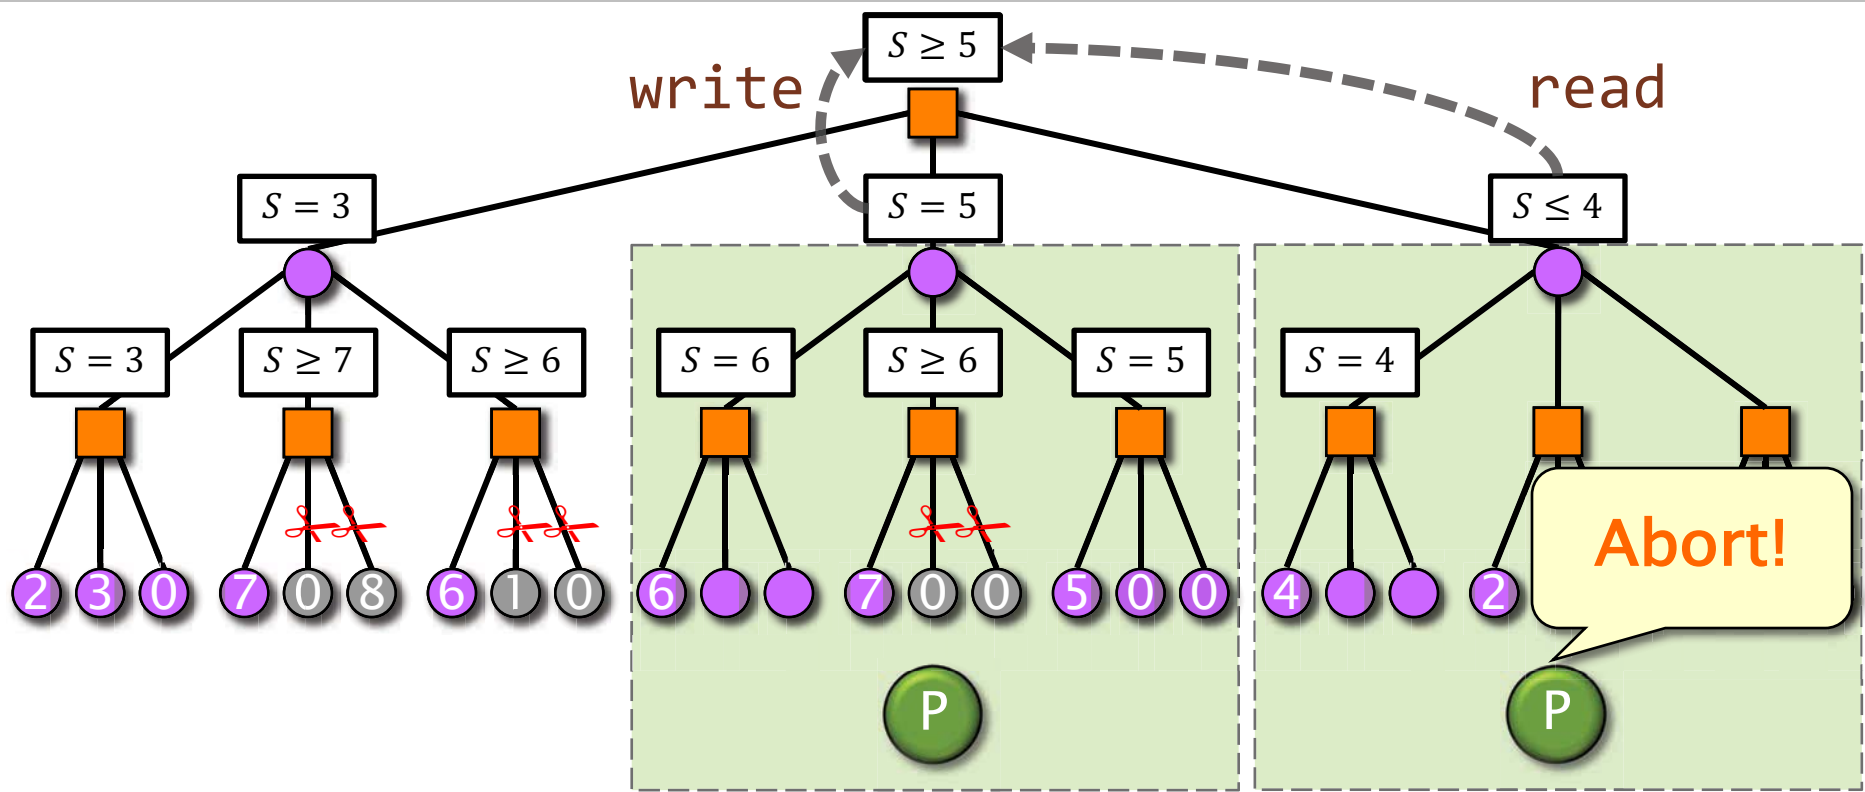 S ≥ 5
write
read
S = 3
S = 5
S ≤ 4
S = 3
S ≥ 7
S ≥ 6
S = 6
S ≥ 6
S = 5
S = 4
Abort!
2 3 0 7 0 8 6 1 0 6 7 0 0 5 0 0 4 2
P
P